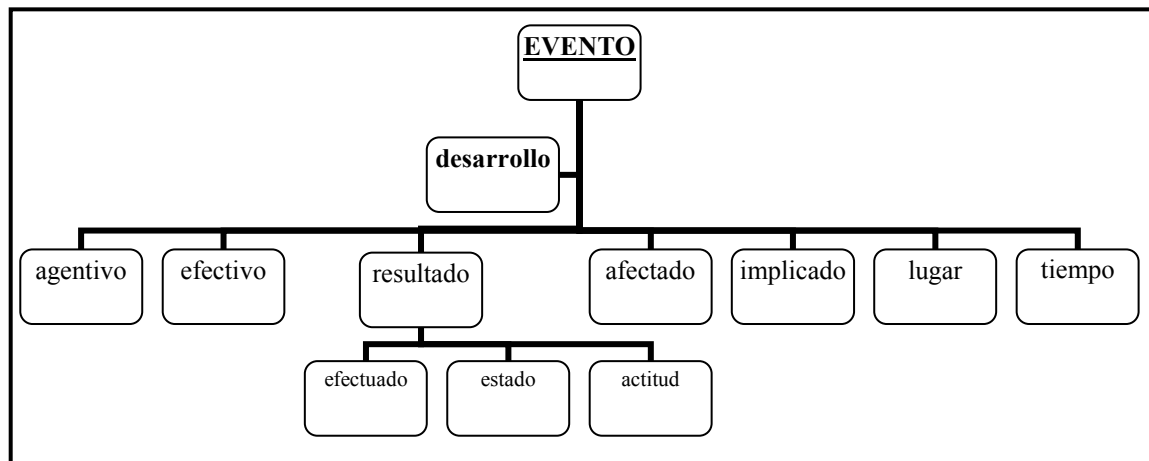 EVENTO
desarrollo
agentivo
efectivo
resultado
afectado
implicado
lugar
tiempo
efectuado
estado
actitud